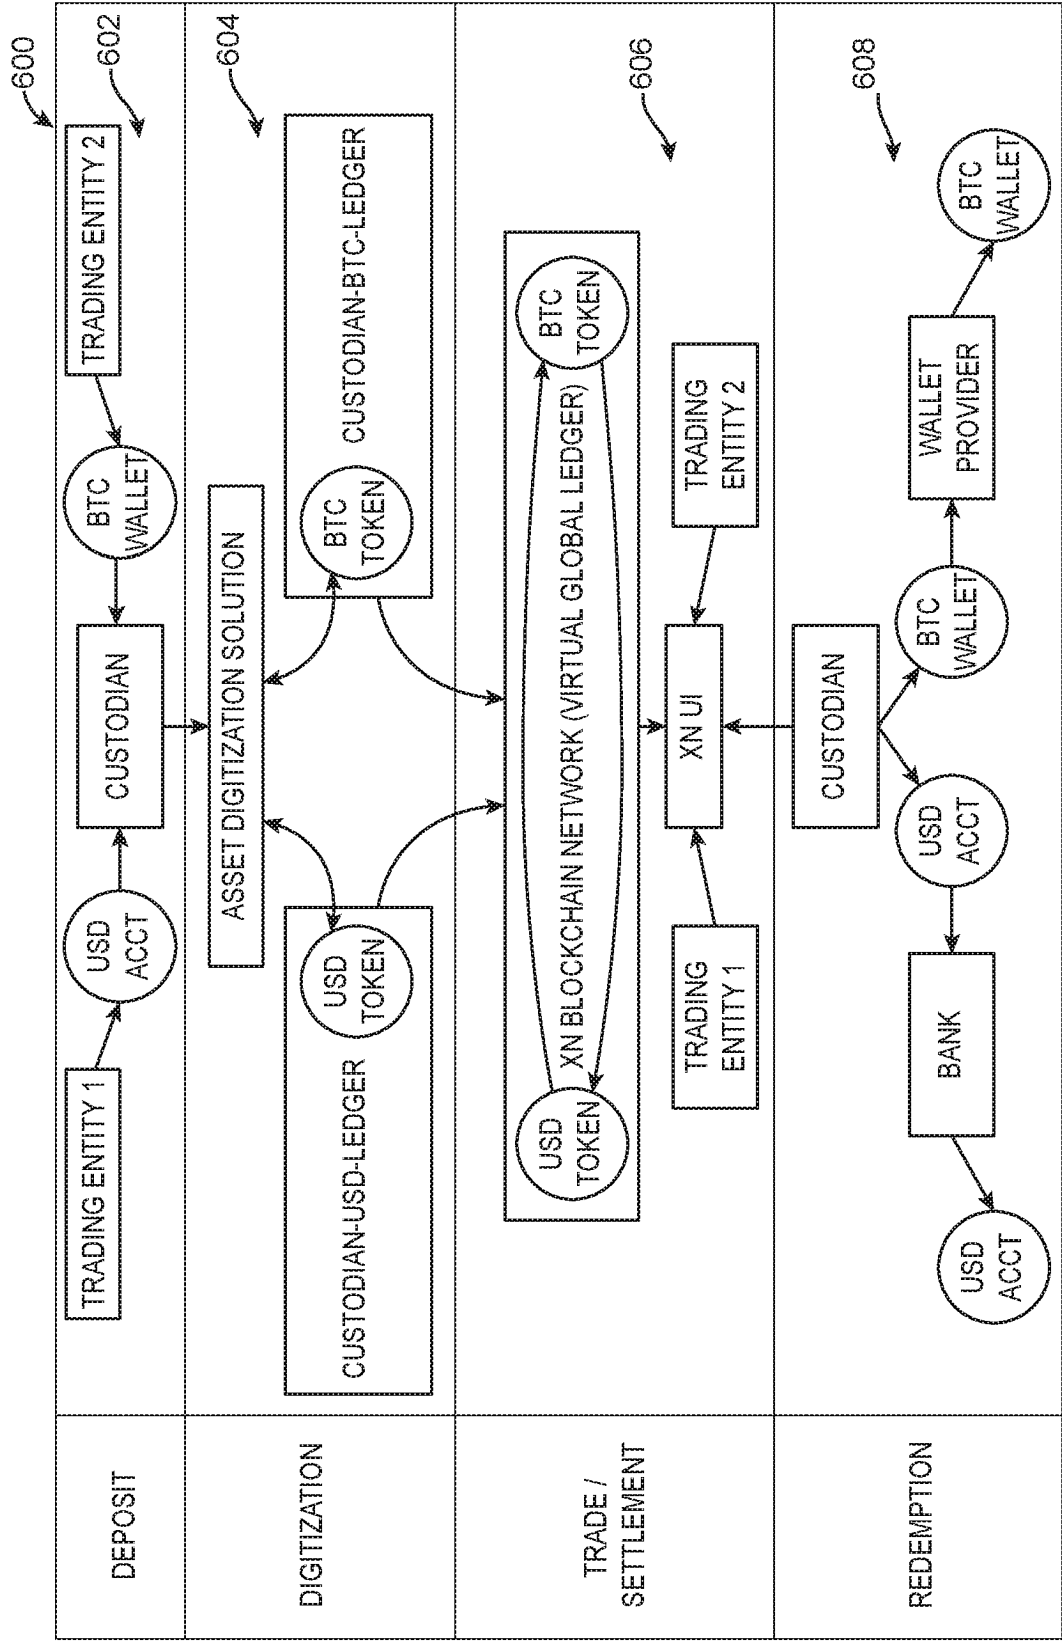 600
DEPOSIT
TRADING ENTITY 1
USD
ACCT
CUSTODIAN
BTC
WALLET
TRADING ENTITY 2
602
DIGITIZATION
ASSET DIGITIZATION SOLUTION
604
CUSTODIAN-USD-LEDGER
USD
TOKEN
BTC
TOKEN
CUSTODIAN-BTC-LEDGER
TRADE /
SETTLEMENT
USD
TOKEN
XN BLOCKCHAIN NETWORK (VIRTUAL GLOBAL LEDGER)
BTC
TOKEN
606
TRADING
ENTITY 1
XN UI
TRADING
ENTITY 2
REDEMPTION
608
CUSTODIAN
USD
ACCT
BANK
USD
ACCT
BTC
WALLET
WALLET
PROVIDER
BTC
WALLET